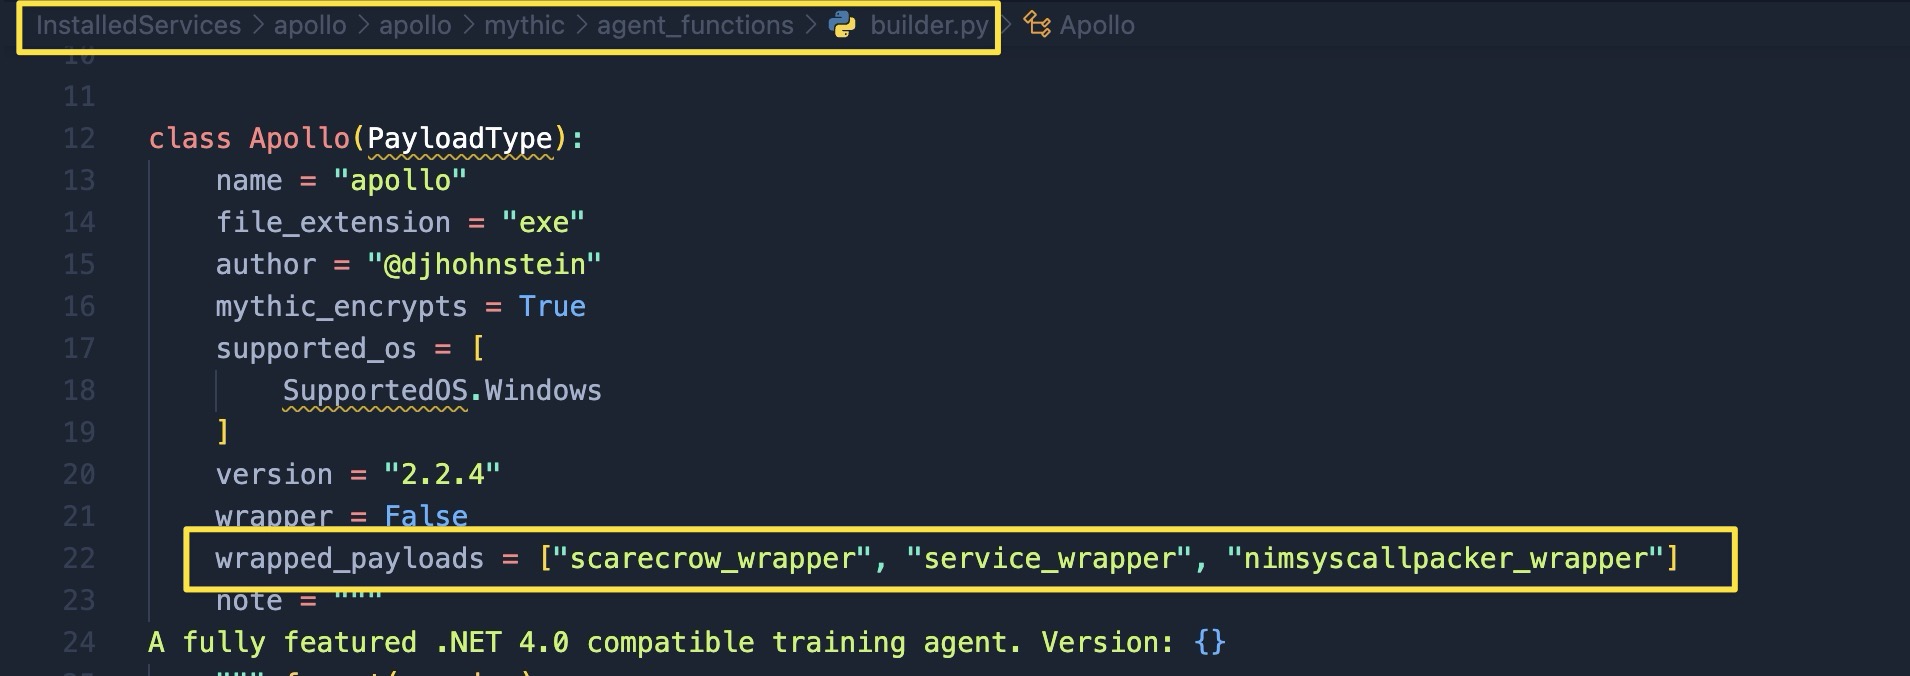 InstalledServices > apollo > apollo > mythic > agent_functions > builder.py > Apollo
10
11
12 class Apollo(PayloadType):
13 name = "apollo"
14 file_extension = "exe"
15 author = "@djhohnstein"
16 mythic_encrypts = True
17 supported_os = [
18 SupportedOS.Windows
19 ]
20 version = "2.2.4"
21 wrapper = False
22 wrapped_payloads = ["scarecrow_wrapper", "service_wrapper", "nimsyscallpacker_wrapper"]
23 note = """
24 A fully featured .NET 4.0 compatible training agent. Version: {}